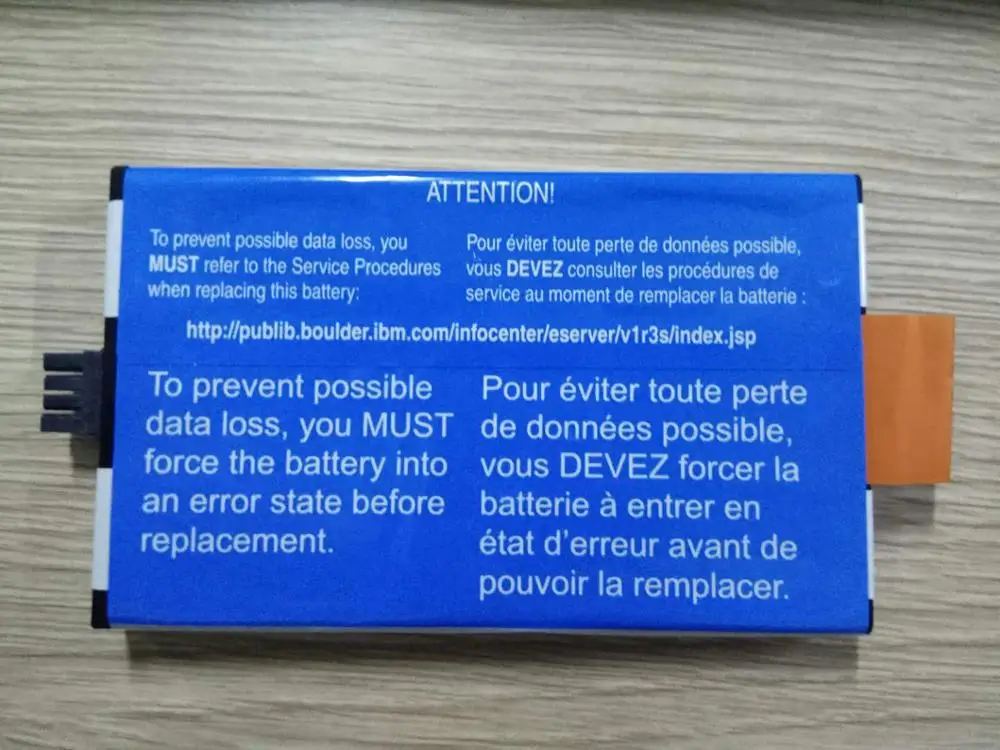 ATTENTION!
To prevent possible data loss, you
MUST refer to the Service Procedures
when replacing this battery:
Pour éviter toute perte de données possible,
vous DEVEZ consulter les procédures de
service au moment de remplacer la batterie :
http://publib.boulder.ibm.com/infocenter/eserver/v1r3s/index.jsp
To prevent possible
data loss, you MUST
force the battery into
an error state before
replacement.
Pour éviter toute perte
de données possible,
vous DEVEZ forcer la
batterie à entrer en
état d'erreur avant de
pouvoir la remplacer.